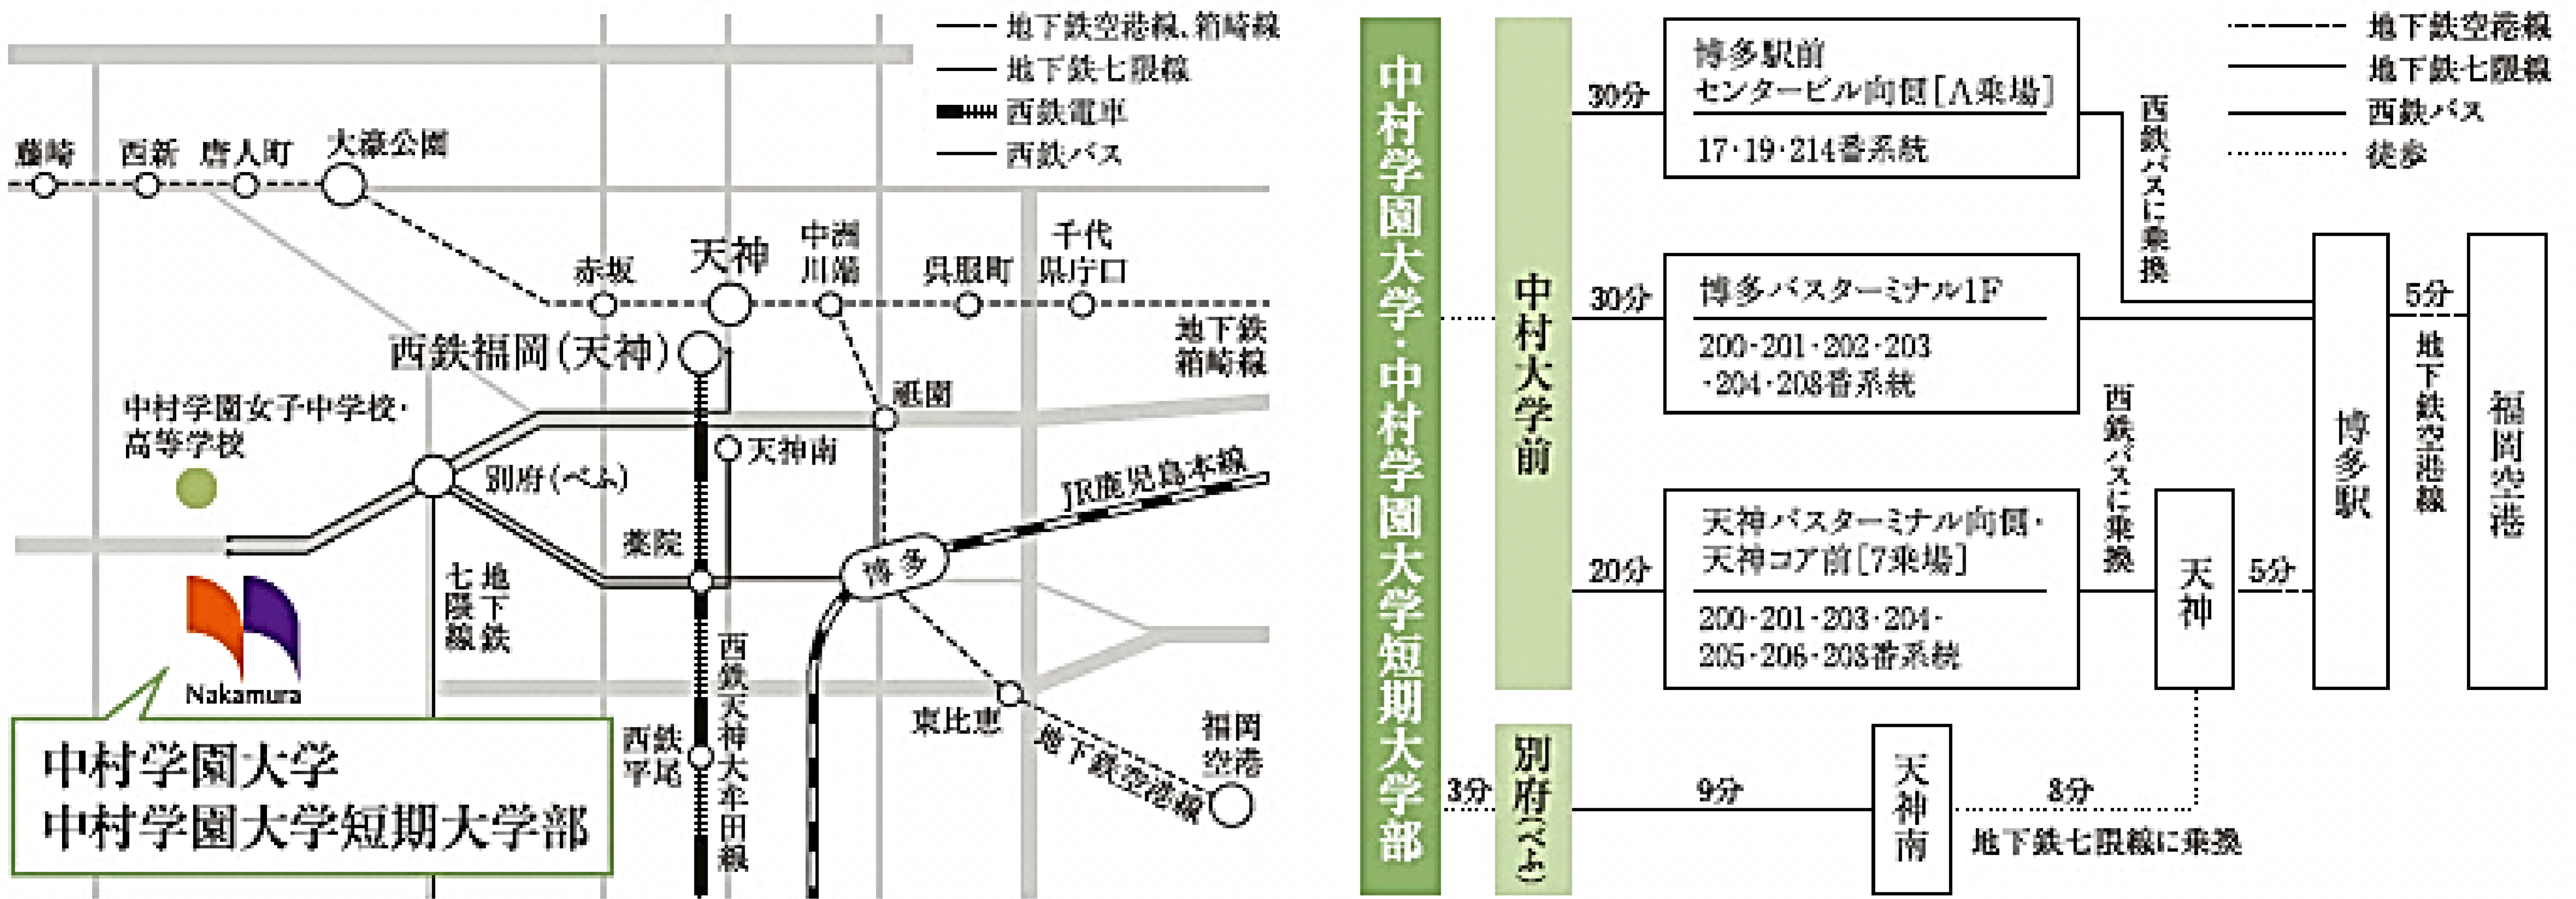 地下鉄空港線、箱崎線
地下鉄七隈線
西鉄電車
西鉄バス
藤崎
西新
唐人町
大濠公園
赤坂
天神
中洲
川端
呉服町
千代
県庁口
地下鉄
箱崎線
西鉄福岡(天神)
祇園
中村学園女子中学校・
高等学校
天神南
別府(べふ)
JR鹿児島本線
薬院
博多
地下鉄
七隈線
Nakamura
西鉄天神大牟田線
西鉄
平尾
東比恵
地下鉄空港線
福岡
空港
中村学園大学
中村学園大学短期大学部
地下鉄空港線
地下鉄七隈線
西鉄バス
徒歩
中村学園大学・中村学園大学短期大学部
中村大学前
30分
博多駅前
センタービル向側[A乗場]
17・19・214番系統
西鉄バスに乗換
30分
博多バスターミナル1F
200・201・202・203
・204・208番系統
20分
天神バスターミナル向側・
天神コア前[7乗場]
200・201・203・204・
205・206・208番系統
西鉄バスに乗換
天神
5分
博多駅
5分
地下鉄空港線
福岡空港
3分
別府(べふ)
9分
天神南
8分
地下鉄七隈線に乗換